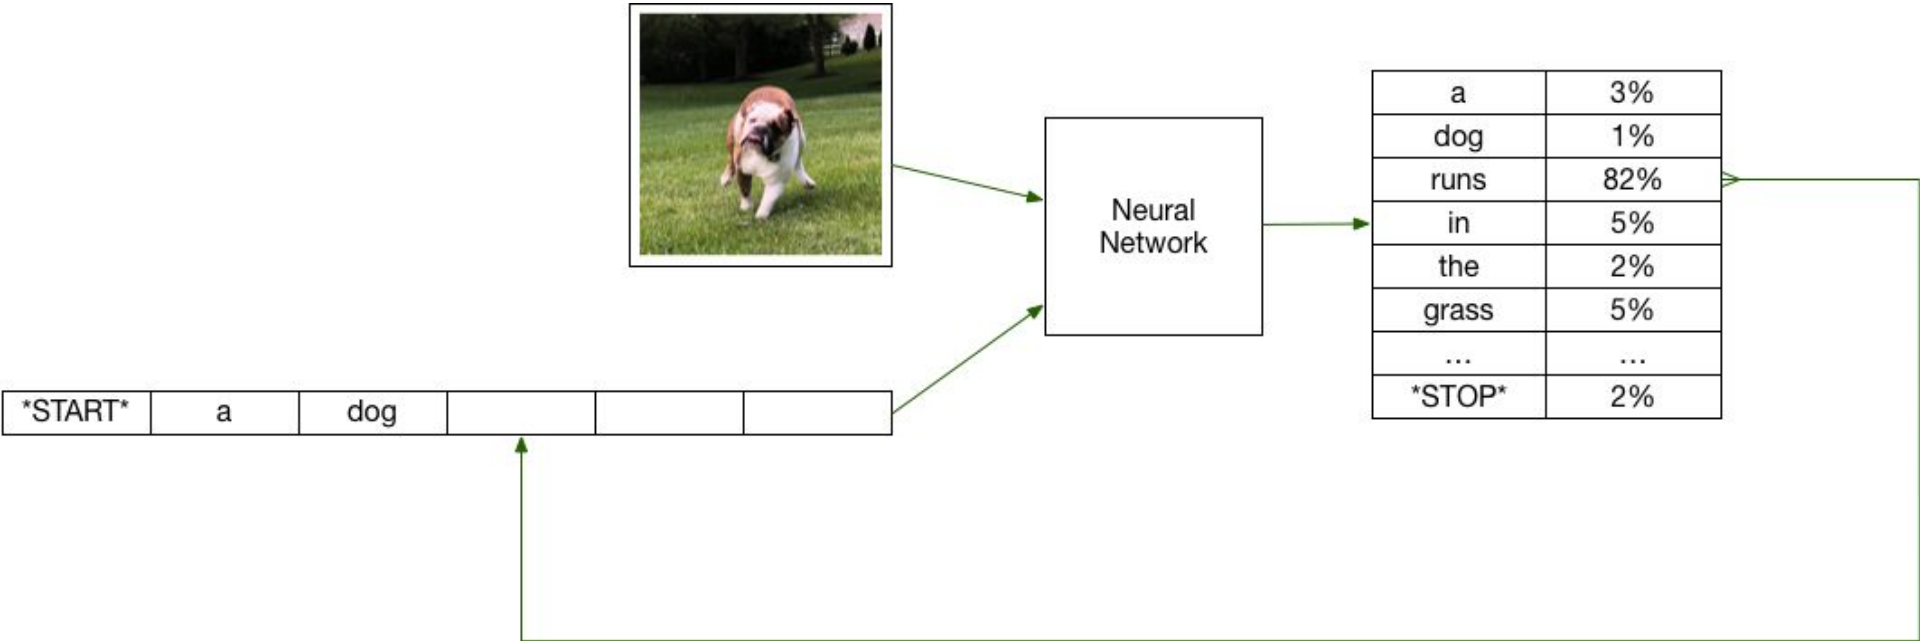 Neural
Network
a 3%
dog 1%
runs 82%
in 5%
the 2%
grass 5%
... ...
*STOP* 2%
*START* a dog